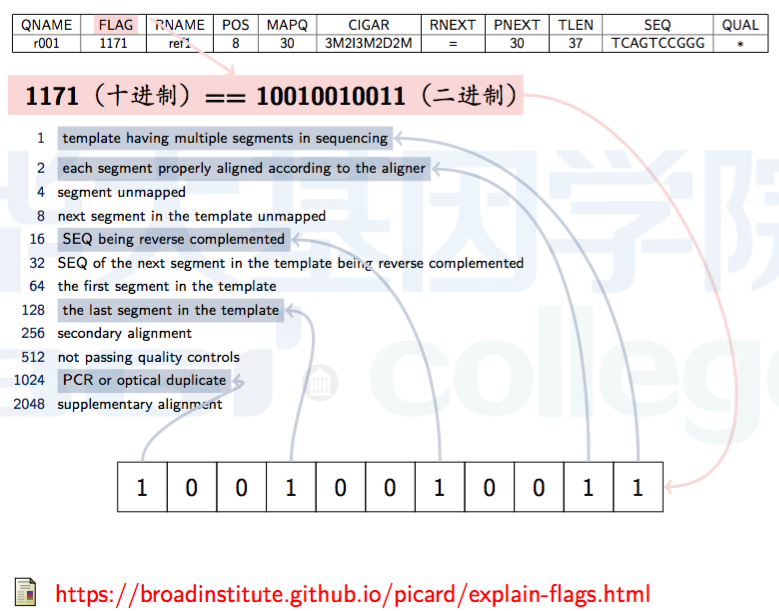 QNAME FLAG RNAME POS MAPQ CIGAR RNEXT PNEXT TLEN SEQ QUAL
r001 1171 ref1 8 30 3M2I3M2D2M = 30 37 TCAGTCCGGG *
1171（十进制）== 10010010011（二进制）
1 template having multiple segments in sequencing
2 each segment properly aligned according to the aligner
4 segment unmapped
8 next segment in the template unmapped
16 SEQ being reverse complemented
32 SEQ of the next segment in the template being reverse complemented
64 the first segment in the template
128 the last segment in the template
256 secondary alignment
512 not passing quality controls
1024 PCR or optical duplicate
2048 supplementary alignment
大基因学院
college
1 0 0 1 0 0 1 0 0 1 1
https://broadinstitute.github.io/picard/explain-flags.html